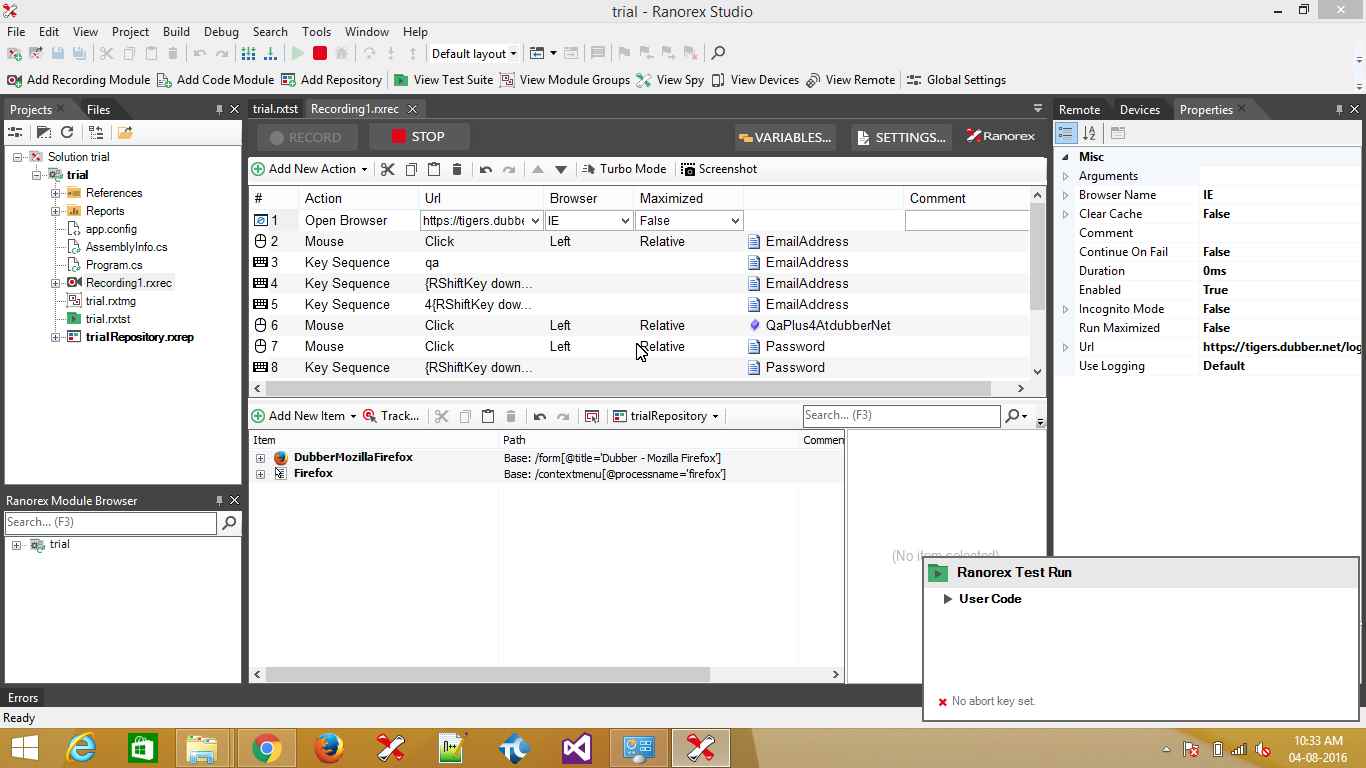 trial - Ranorex Studio
File Edit View Project Build Debug Search Tools Window Help
Default layout
Add Recording Module Add Code Module Add Repository View Test Suite View Module Groups View Spy View Devices View Remote Global Settings
Projects Files
trial.rxtst Recording1.rxrec
Remote Devices Properties
RECORD STOP VARIABLES... SETTINGS... Ranorex
Add New Action Turbo Mode Screenshot
Solution trial
trial
References
Reports
app.config
AssemblyInfo.cs
Program.cs
Recording1.rxrec
trial.rxtmg
trial.rxtst
trialRepository.rxrep
# Action Url Browser Maximized Comment
1 Open Browser https://tigers.dubbe IE False
2 Mouse Click Left Relative EmailAddress
3 Key Sequence qa EmailAddress
4 Key Sequence {RShiftKey down... EmailAddress
5 Key Sequence 4{RShiftKey dow... EmailAddress
6 Mouse Click Left Relative QaPlus4AtdubberNet
7 Mouse Click Left Relative Password
8 Key Sequence {RShiftKey down... Password
Misc
Arguments
Browser Name IE
Clear Cache False
Comment
Continue On Fail False
Duration 0ms
Enabled True
Incognito Mode False
Run Maximized False
Url https://tigers.dubber.net/log
Use Logging Default
Add New Item Track... trialRepository Search... (F3)
Item Path Commen
DubberMozillaFirefox Base: /form[@title='Dubber - Mozilla Firefox']
Firefox Base: /contextmenu[@processname='firefox']
(No item selected)
Ranorex Module Browser
Search... (F3)
trial
Ranorex Test Run
User Code
No abort key set.
Errors
Ready
10:33 AM
04-08-2016